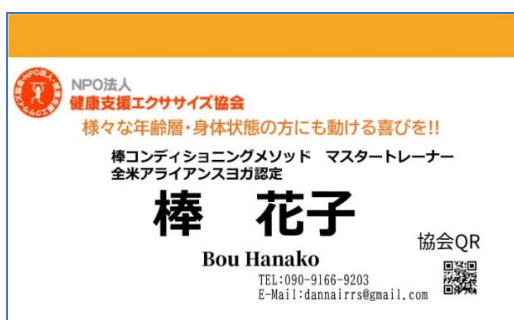 NPO法人
健康支援エクササイズ協会
様々な年齢層・身体状態の方にも動ける喜びを!!
棒コンディショニングメソッド マスタートレーナー
全米アライアンスヨガ認定
棒 花子
Bou Hanako
協会QR
TEL:090-9166-9203
E-Mail:dannairrs@gmail.com